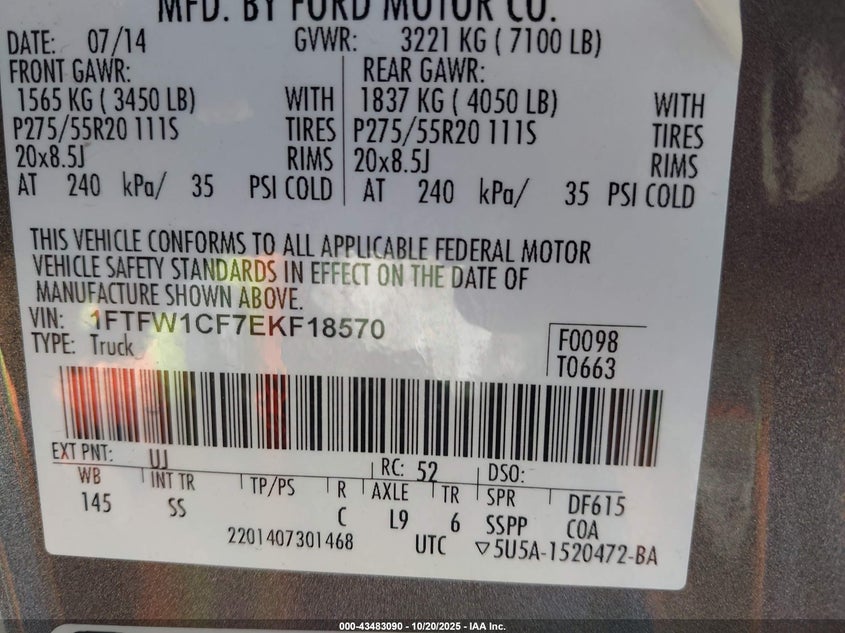 MFD. BY FORD MOTOR CO.
DATE: 07/14 GVWR: 3221 KG ( 7100 LB)
FRONT GAWR: REAR GAWR:
1565 KG ( 3450 LB) WITH 1837 KG ( 4050 LB) WITH
P275/55R20 111S TIRES P275/55R20 111S TIRES
20x8.5J RIMS 20x8.5J RIMS
AT 240 kPa/ 35 PSI COLD AT 240 kPa/ 35 PSI COLD
THIS VEHICLE CONFORMS TO ALL APPLICABLE FEDERAL MOTOR
VEHICLE SAFETY STANDARDS IN EFFECT ON THE DATE OF
MANUFACTURE SHOWN ABOVE.
VIN: 1FTFW1CF7EKF18570
TYPE: Truck
F0098
T0663
EXT PNT: UJ RC: 52 DSO:
WB INT TR TP/PS R AXLE TR SPR DF615
145 SS C L9 6 SSPP COA
2201407301468 UTC ▽5U5A-1520472-BA
000-43483090 - 10/20/2025 - IAA Inc.